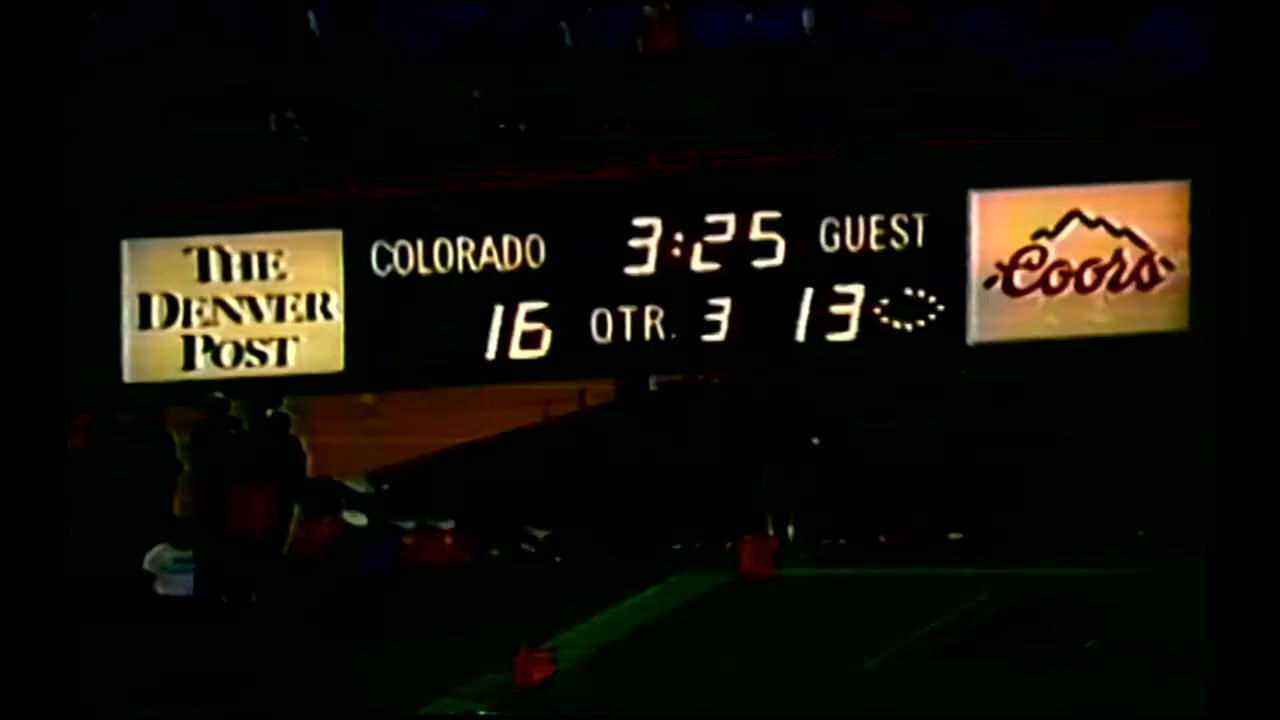 THE
DENVER
POST
COLORADO 3:25 GUEST
16 QTR. 3 13
Coors